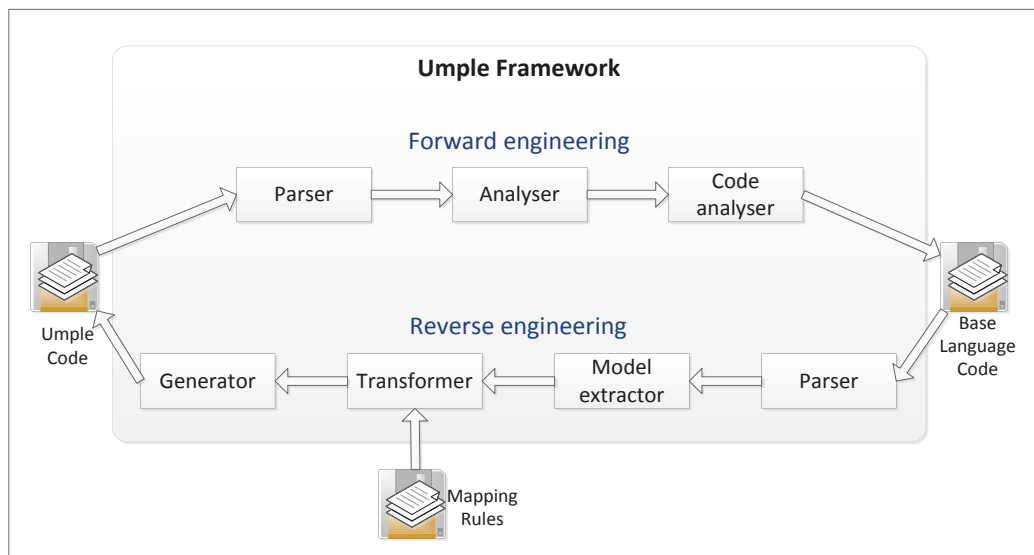 Umple Framework
Forward engineering
Parser
Analyser
Code
analyser
Umple
Code
Base
Language
Code
Reverse engineering
Generator
Transformer
Model
extractor
Parser
Mapping
Rules